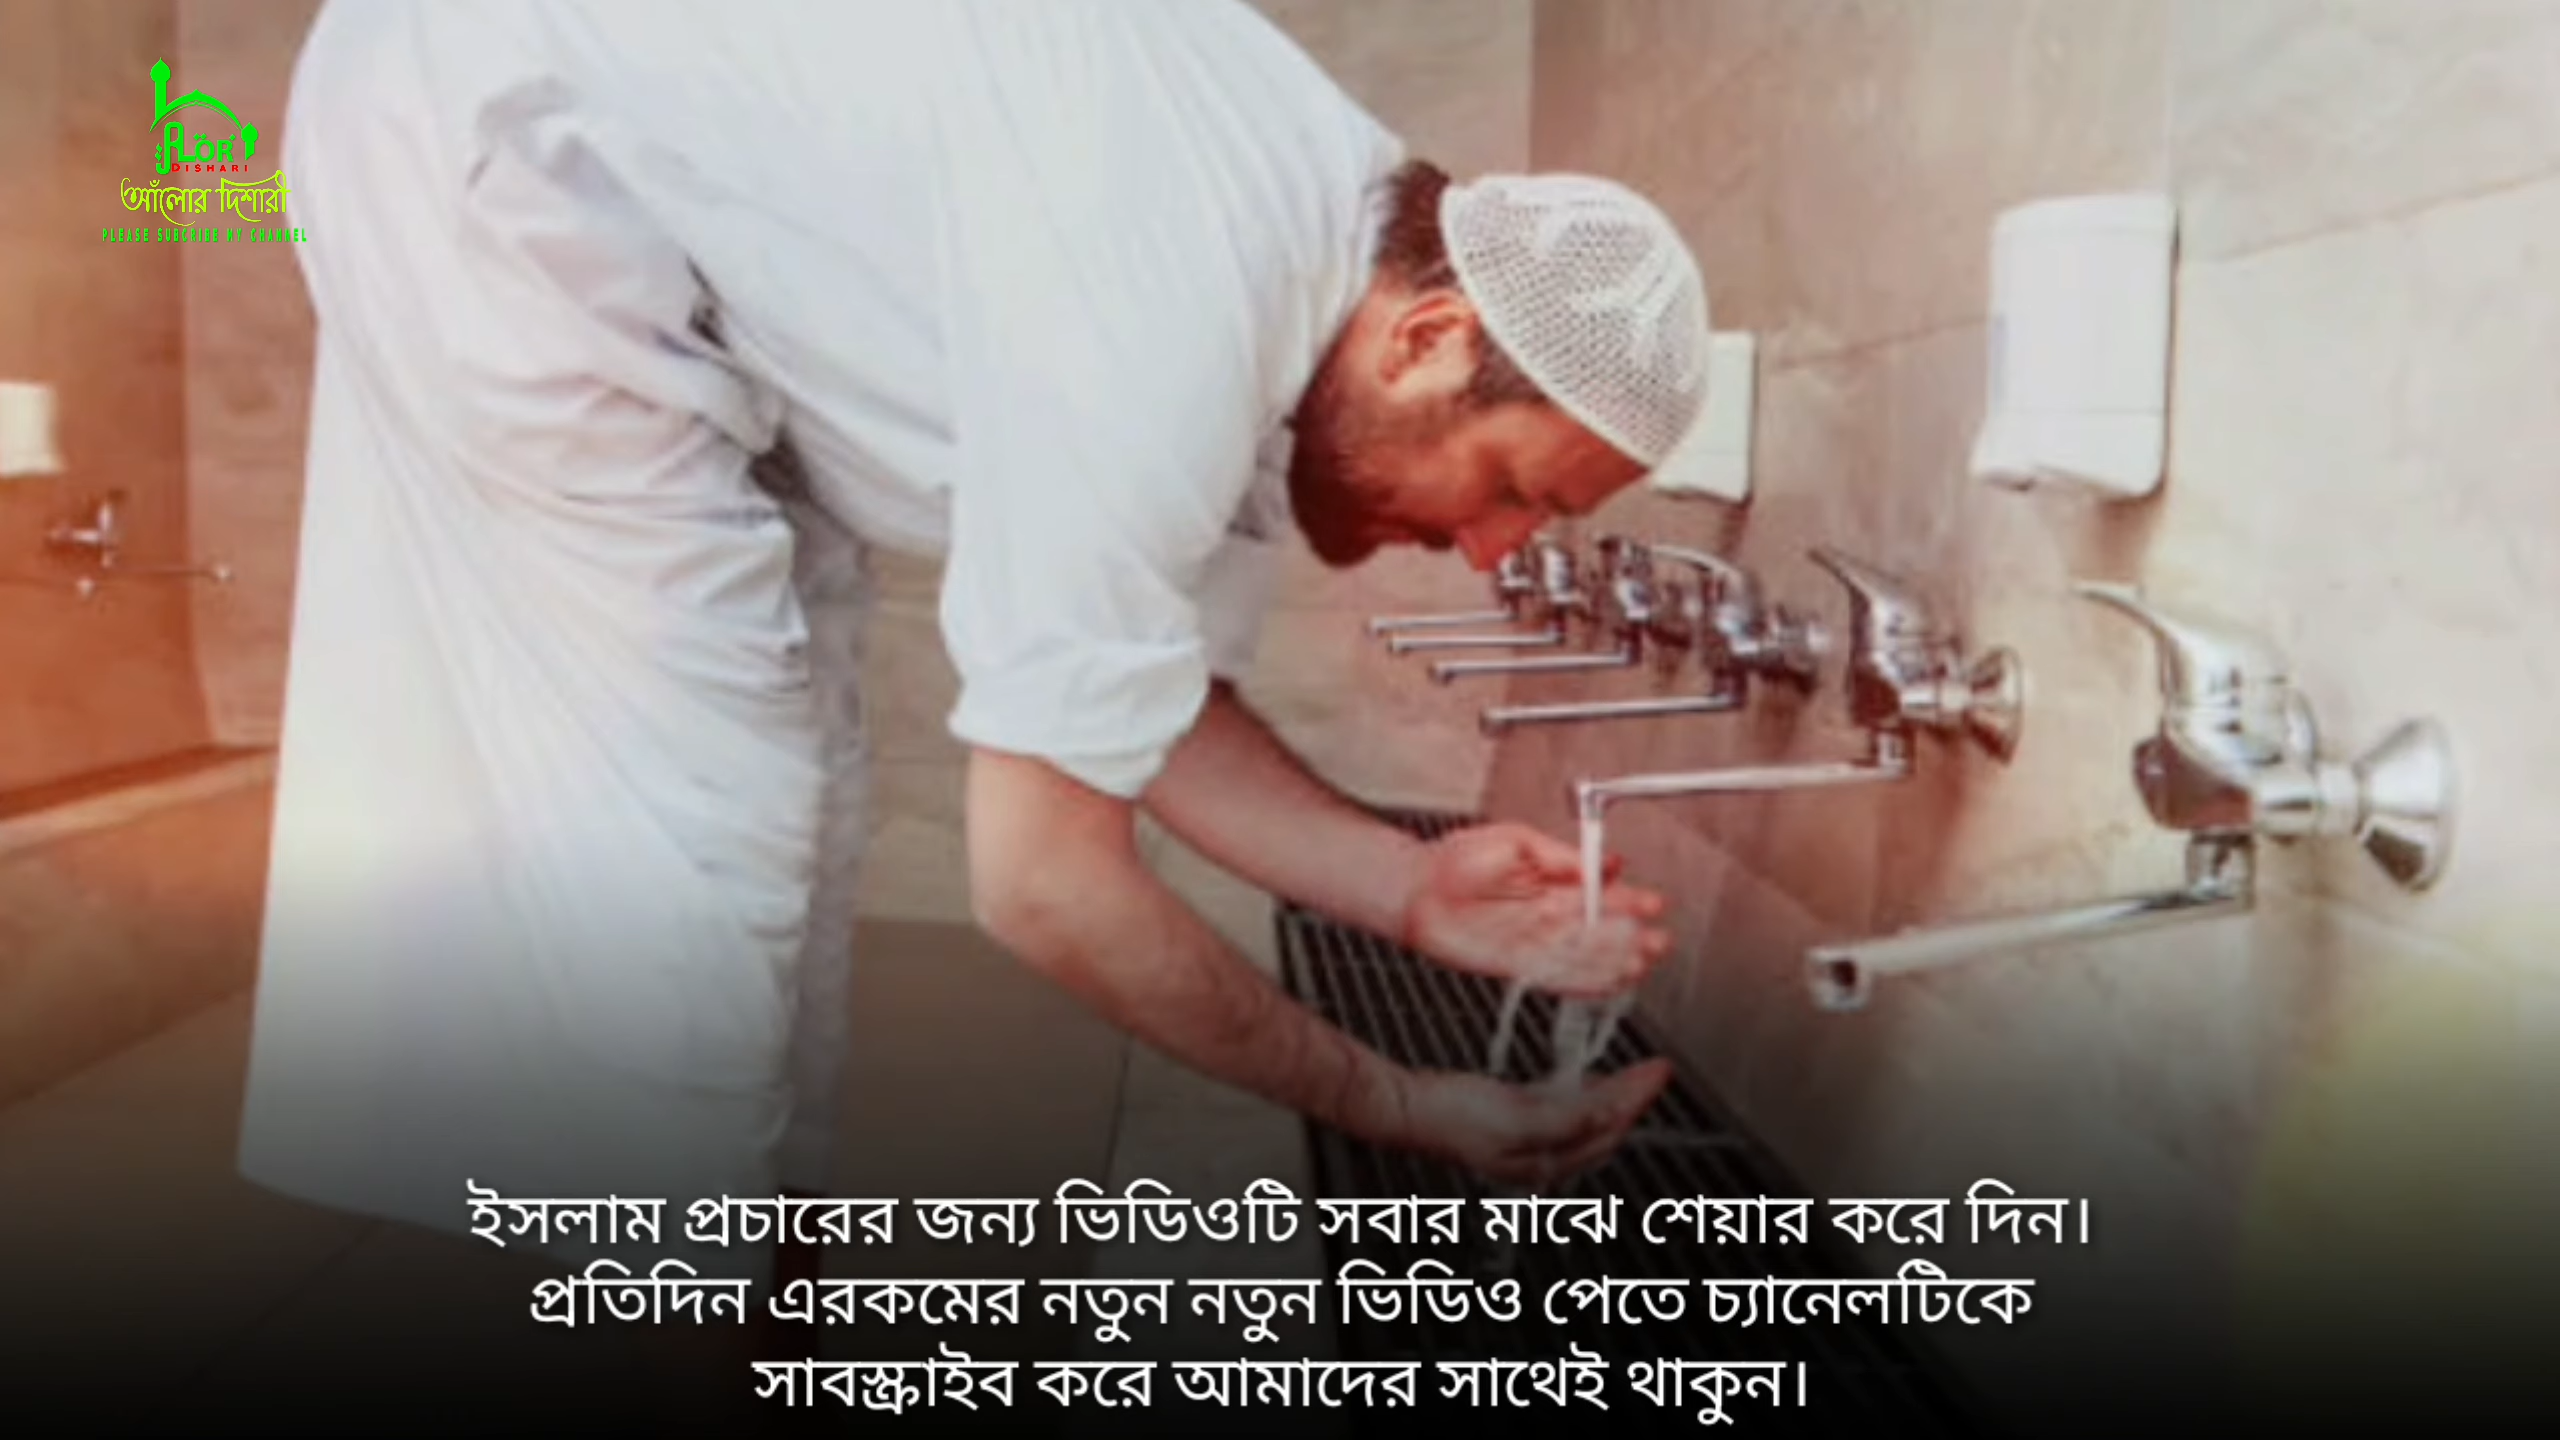 ALOR
DISHARI
আঁলোর দিশারী
PLEASE SUBCRIBE MY CHANNEL
ইসলাম প্রচারের জন্য ভিডিওটি সবার মাঝে শেয়ার করে দিন।
প্রতিদিন এরকমের নতুন নতুন ভিডিও পেতে চ্যানেলটিকে
সাবস্ক্রাইব করে আমাদের সাথেই থাকুন।